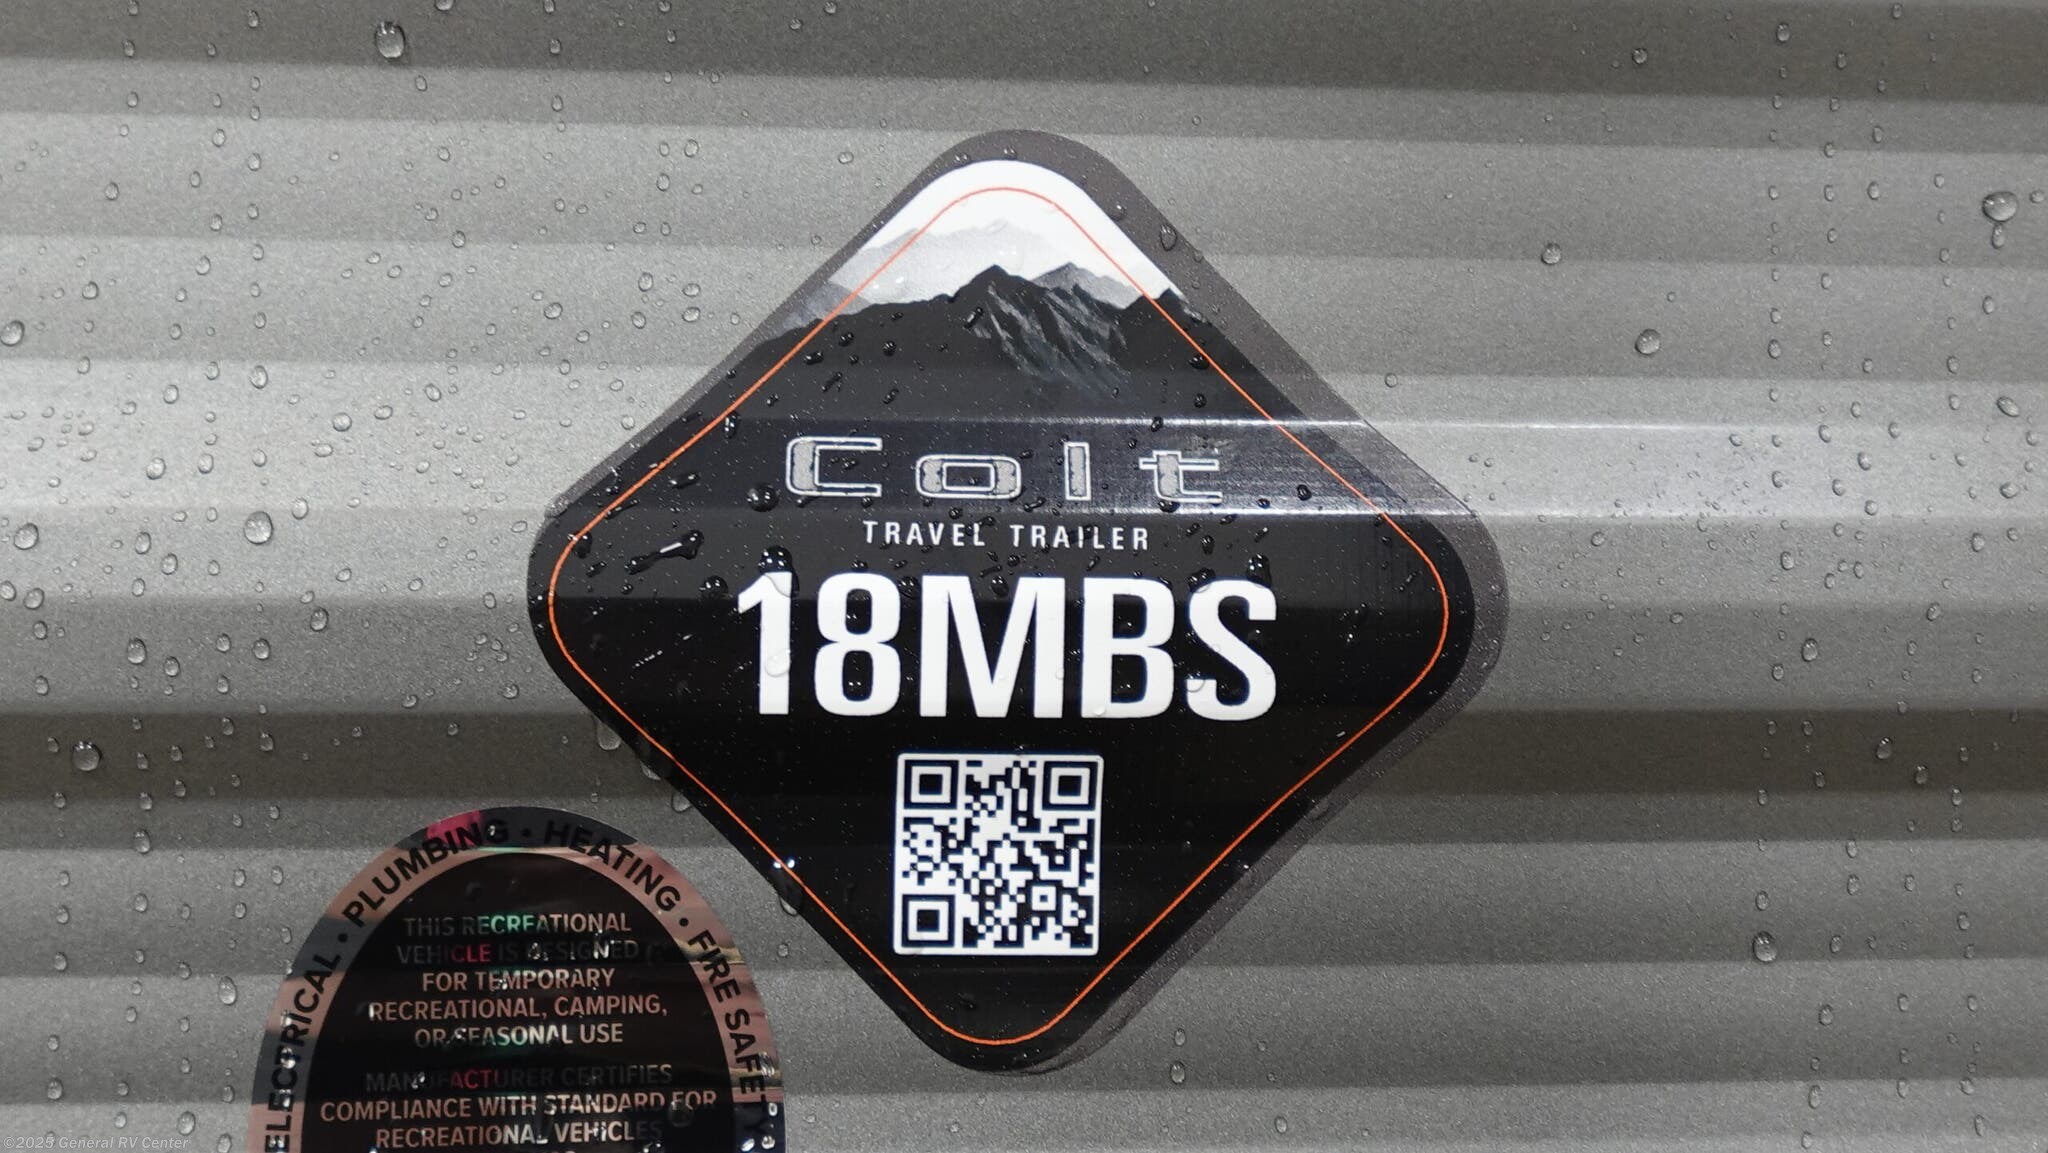 Colt
TRAVEL TRAILER
18MBS
ELECTRICAL • PLUMBING • HEATING • FIRE SAFETY
THIS RECREATIONAL
VEHICLE IS DESIGNED
FOR TEMPORARY
RECREATIONAL, CAMPING,
OR SEASONAL USE
MANUFACTURER CERTIFIES
COMPLIANCE WITH STANDARD FOR
RECREATIONAL VEHICLES
©2025 General RV Center